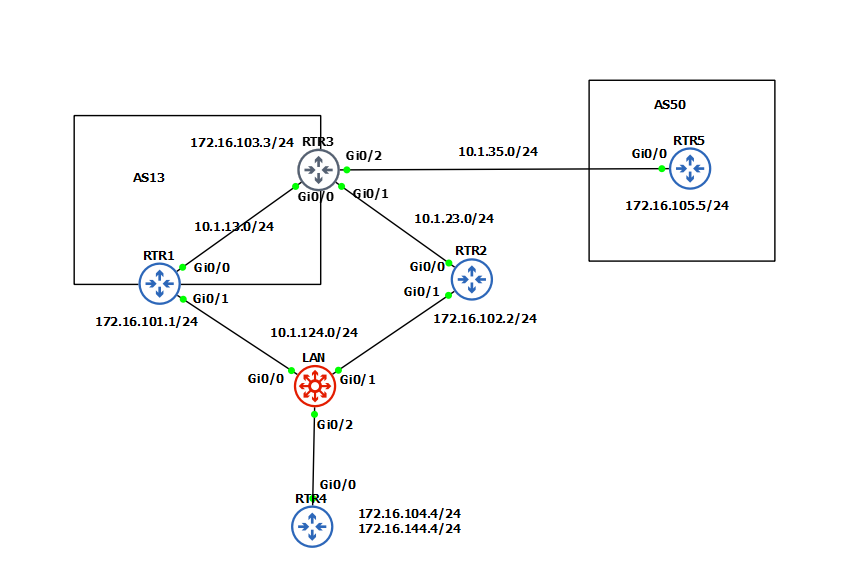 AS50
172.16.103.3/24
RTR3
Gi0/2
10.1.35.0/24
Gi0/0
RTR5
AS13
Gi0/0
Gi0/1
172.16.105.5/24
10.1.13.0/24
10.1.23.0/24
RTR1
Gi0/0
Gi0/0
RTR2
Gi0/1
Gi0/1
172.16.101.1/24
172.16.102.2/24
10.1.124.0/24
LAN
Gi0/0
Gi0/1
Gi0/2
Gi0/0
RTR4
172.16.104.4/24
172.16.144.4/24